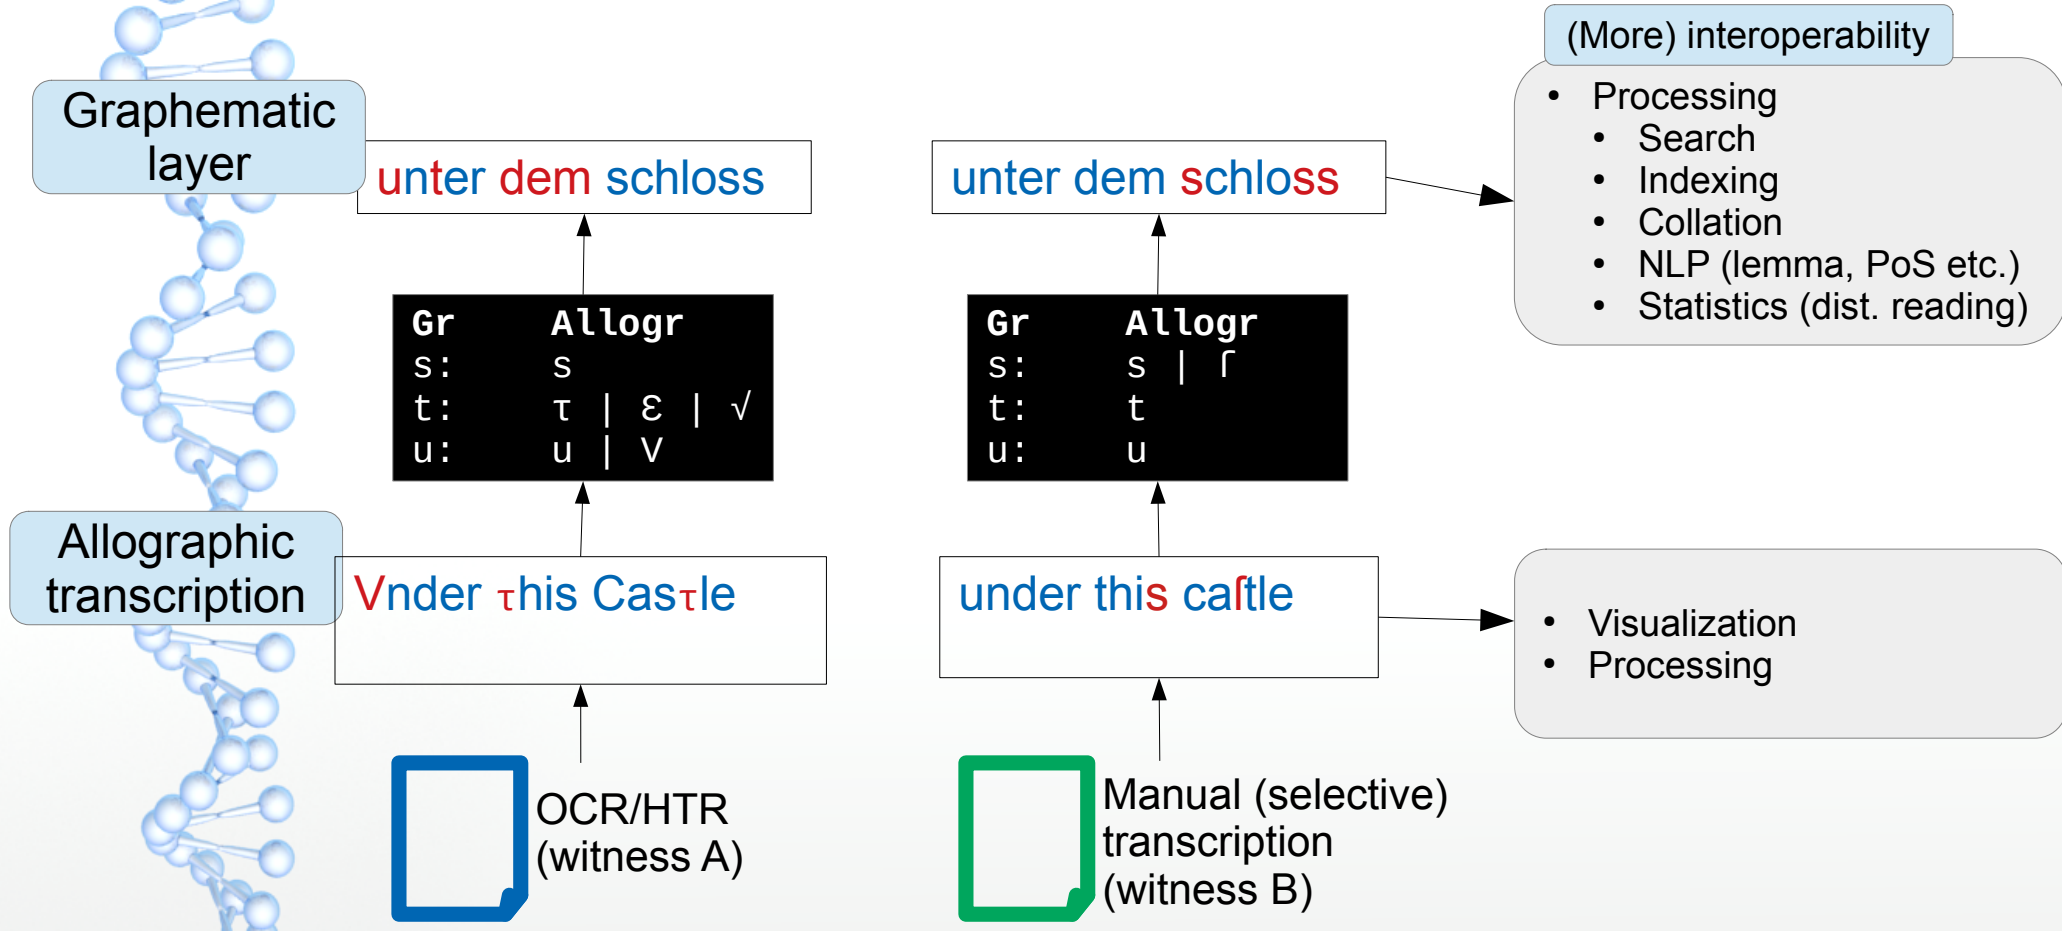 (More) interoperability
Graphematic
layer
unter dem schloss
unter dem schloss
• Processing
• Search
• Indexing
• Collation
• NLP (lemma, PoS etc.)
• Statistics (dist. reading)
Gr Allogr
s: s
t: τ | Ɛ | √
u: u | V
Gr Allogr
s: s | ſ
t: t
u: u
Allographic
transcription
Vnder τhis Casτle
under this caſtle
• Visualization
• Processing
OCR/HTR
(witness A)
Manual (selective)
transcription
(witness B)